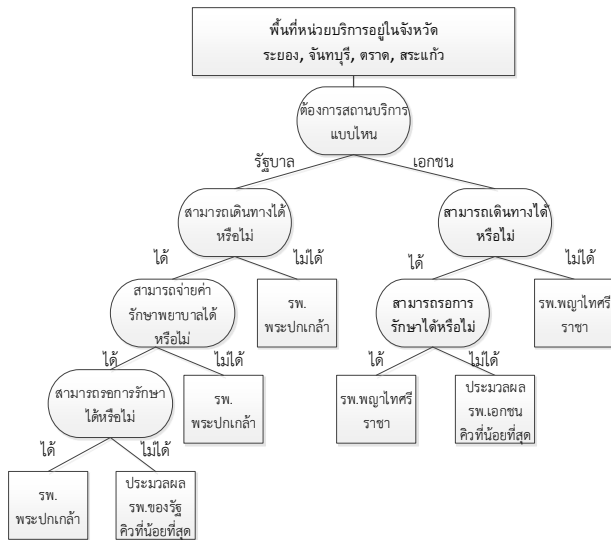 พื้นที่หน่วยบริการอยู่ในจังหวัด
ระยอง, จันทบุรี, ตราด, สระแก้ว
ต้องการสถานบริการ
แบบไหน
รัฐบาล
เอกชน
สามารถเดินทางได้
หรือไม่
สามารถเดินทางได้
หรือไม่
ได้
ไม่ได้
ได้
ไม่ได้
สามารถจ่ายค่า
รักษาพยาบาลได้
หรือไม่
รพ.
พระปกเกล้า
สามารถรอการ
รักษาได้หรือไม่
รพ.พญาไทศรี
ราชา
ได้
ไม่ได้
ได้
ไม่ได้
สามารถรอการรักษา
ได้หรือไม่
รพ.
พระปกเกล้า
รพ.พญาไทศรี
ราชา
ประมวลผล
รพ.เอกชน
คิวที่น้อยที่สุด
ได้
ไม่ได้
รพ.
พระปกเกล้า
ประมวลผล
รพ.ของรัฐ
คิวที่น้อยที่สุด